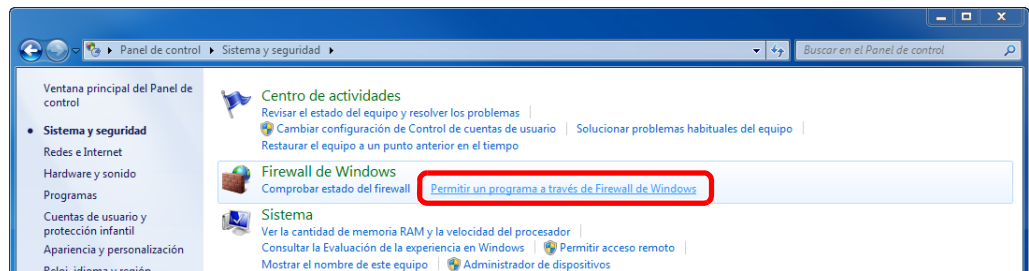 Panel de control Sistema y seguridad Buscar en el Panel de control
Ventana principal del Panel de
control
Sistema y seguridad
Redes e Internet
Hardware y sonido
Programas
Cuentas de usuario y
protección infantil
Apariencia y personalización
Reloj, idioma y región
Centro de actividades
Revisar el estado del equipo y resolver los problemas
Cambiar configuración de Control de cuentas de usuario Solucionar problemas habituales del equipo
Restaurar el equipo a un punto anterior en el tiempo
Firewall de Windows
Comprobar estado del firewall Permitir un programa a través de Firewall de Windows
Sistema
Ver la cantidad de memoria RAM y la velocidad del procesador
Consultar la Evaluación de la experiencia en Windows Permitir acceso remoto
Mostrar el nombre de este equipo Administrador de dispositivos